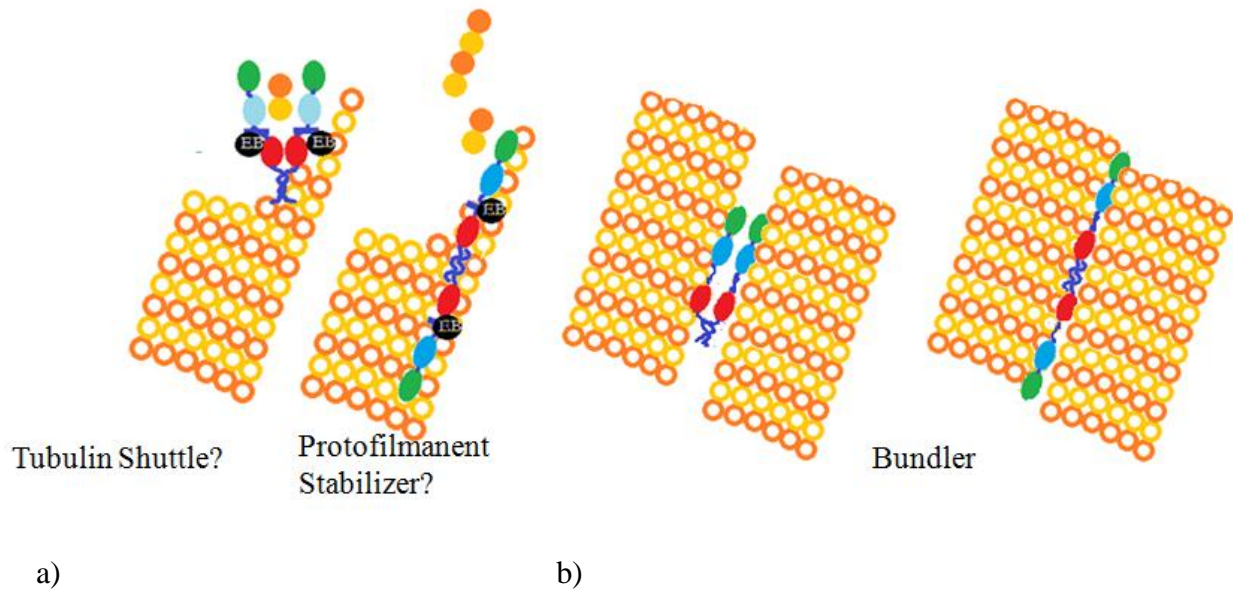 EB
EB
EB
EB
Tubulin Shuttle?
Protofilmanent
Stabilizer?
Bundler
a)
b)